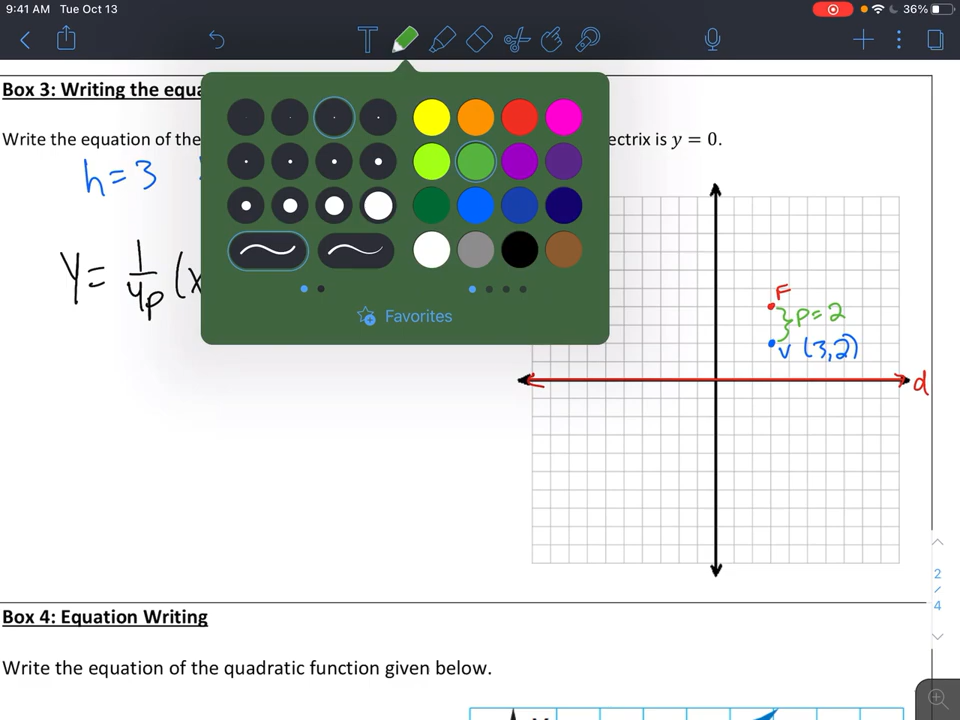 9:41 AM Tue Oct 13
36%
Box 3: Writing the equa
Write the equation of the
ectrix is y = 0.
h = 3
Y = 1/4p (x
Favorites
F
p = 2
V (3,2)
d
2
/
4
Box 4: Equation Writing
Write the equation of the quadratic function given below.